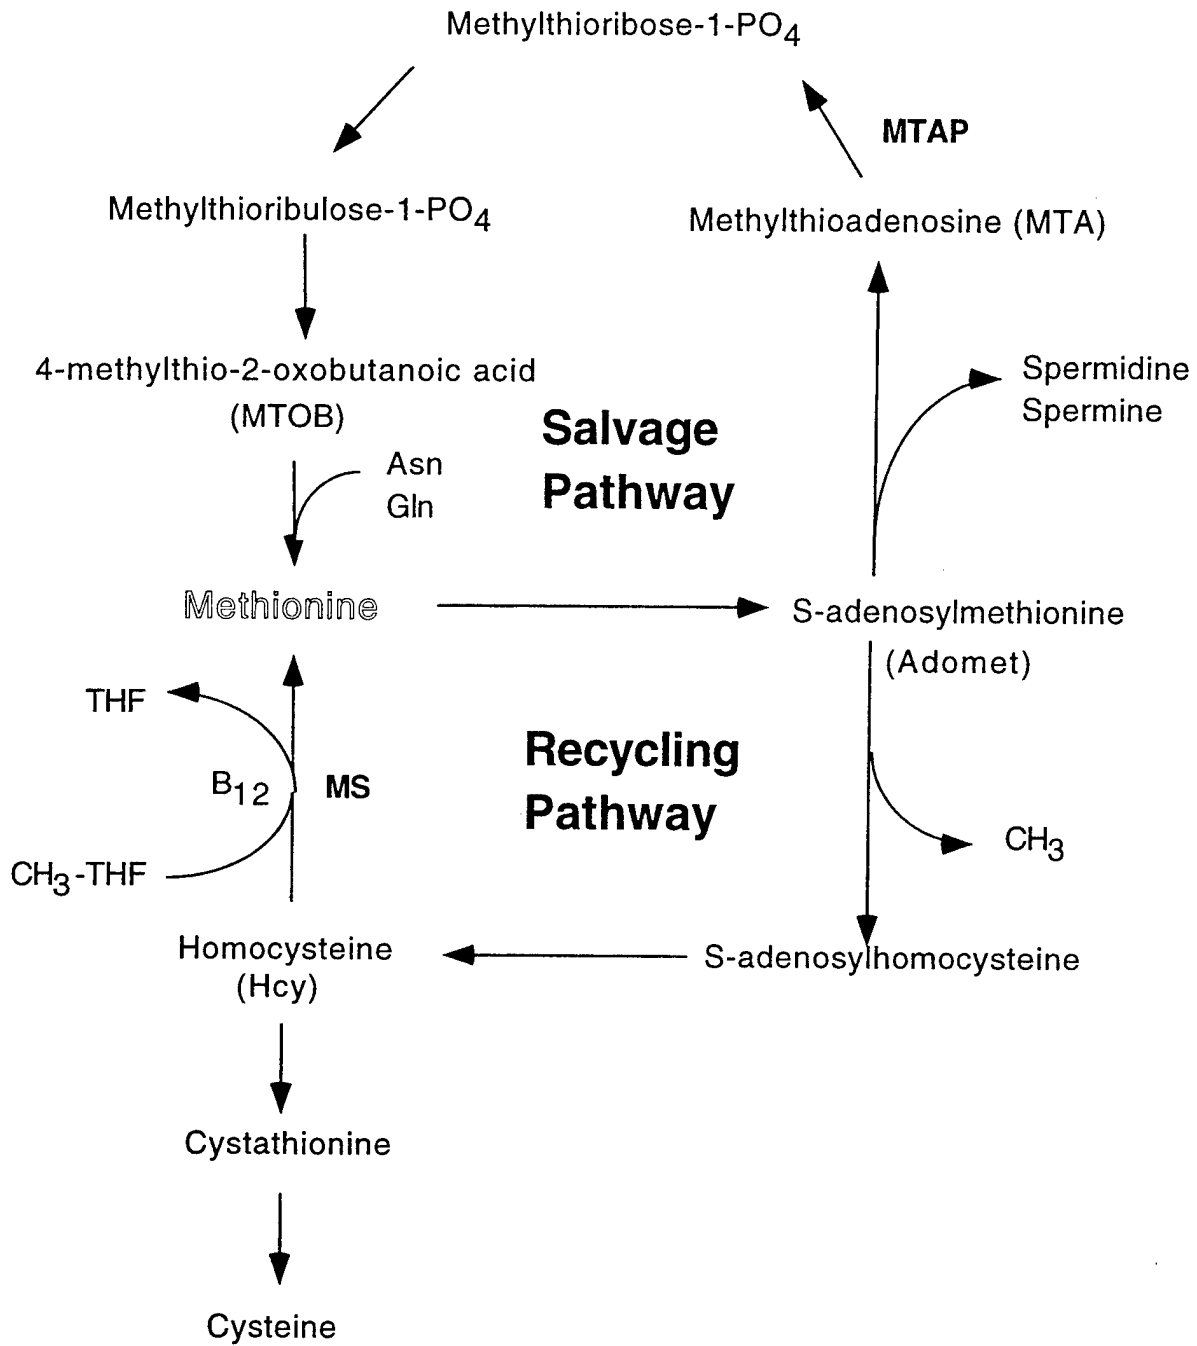 Methylthioribose-1-PO4
MTAP
Methylthioribulose-1-PO4
Methylthioadenosine (MTA)
4-methylthio-2-oxobutanoic acid
(MTOB)
Spermidine
Spermine
Salvage
Pathway
Asn
Gln
Methionine
S-adenosylmethionine
(Adomet)
THF
B12
MS
Recycling
Pathway
CH3-THF
CH3
Homocysteine
(Hcy)
S-adenosylhomocysteine
Cystathionine
Cysteine